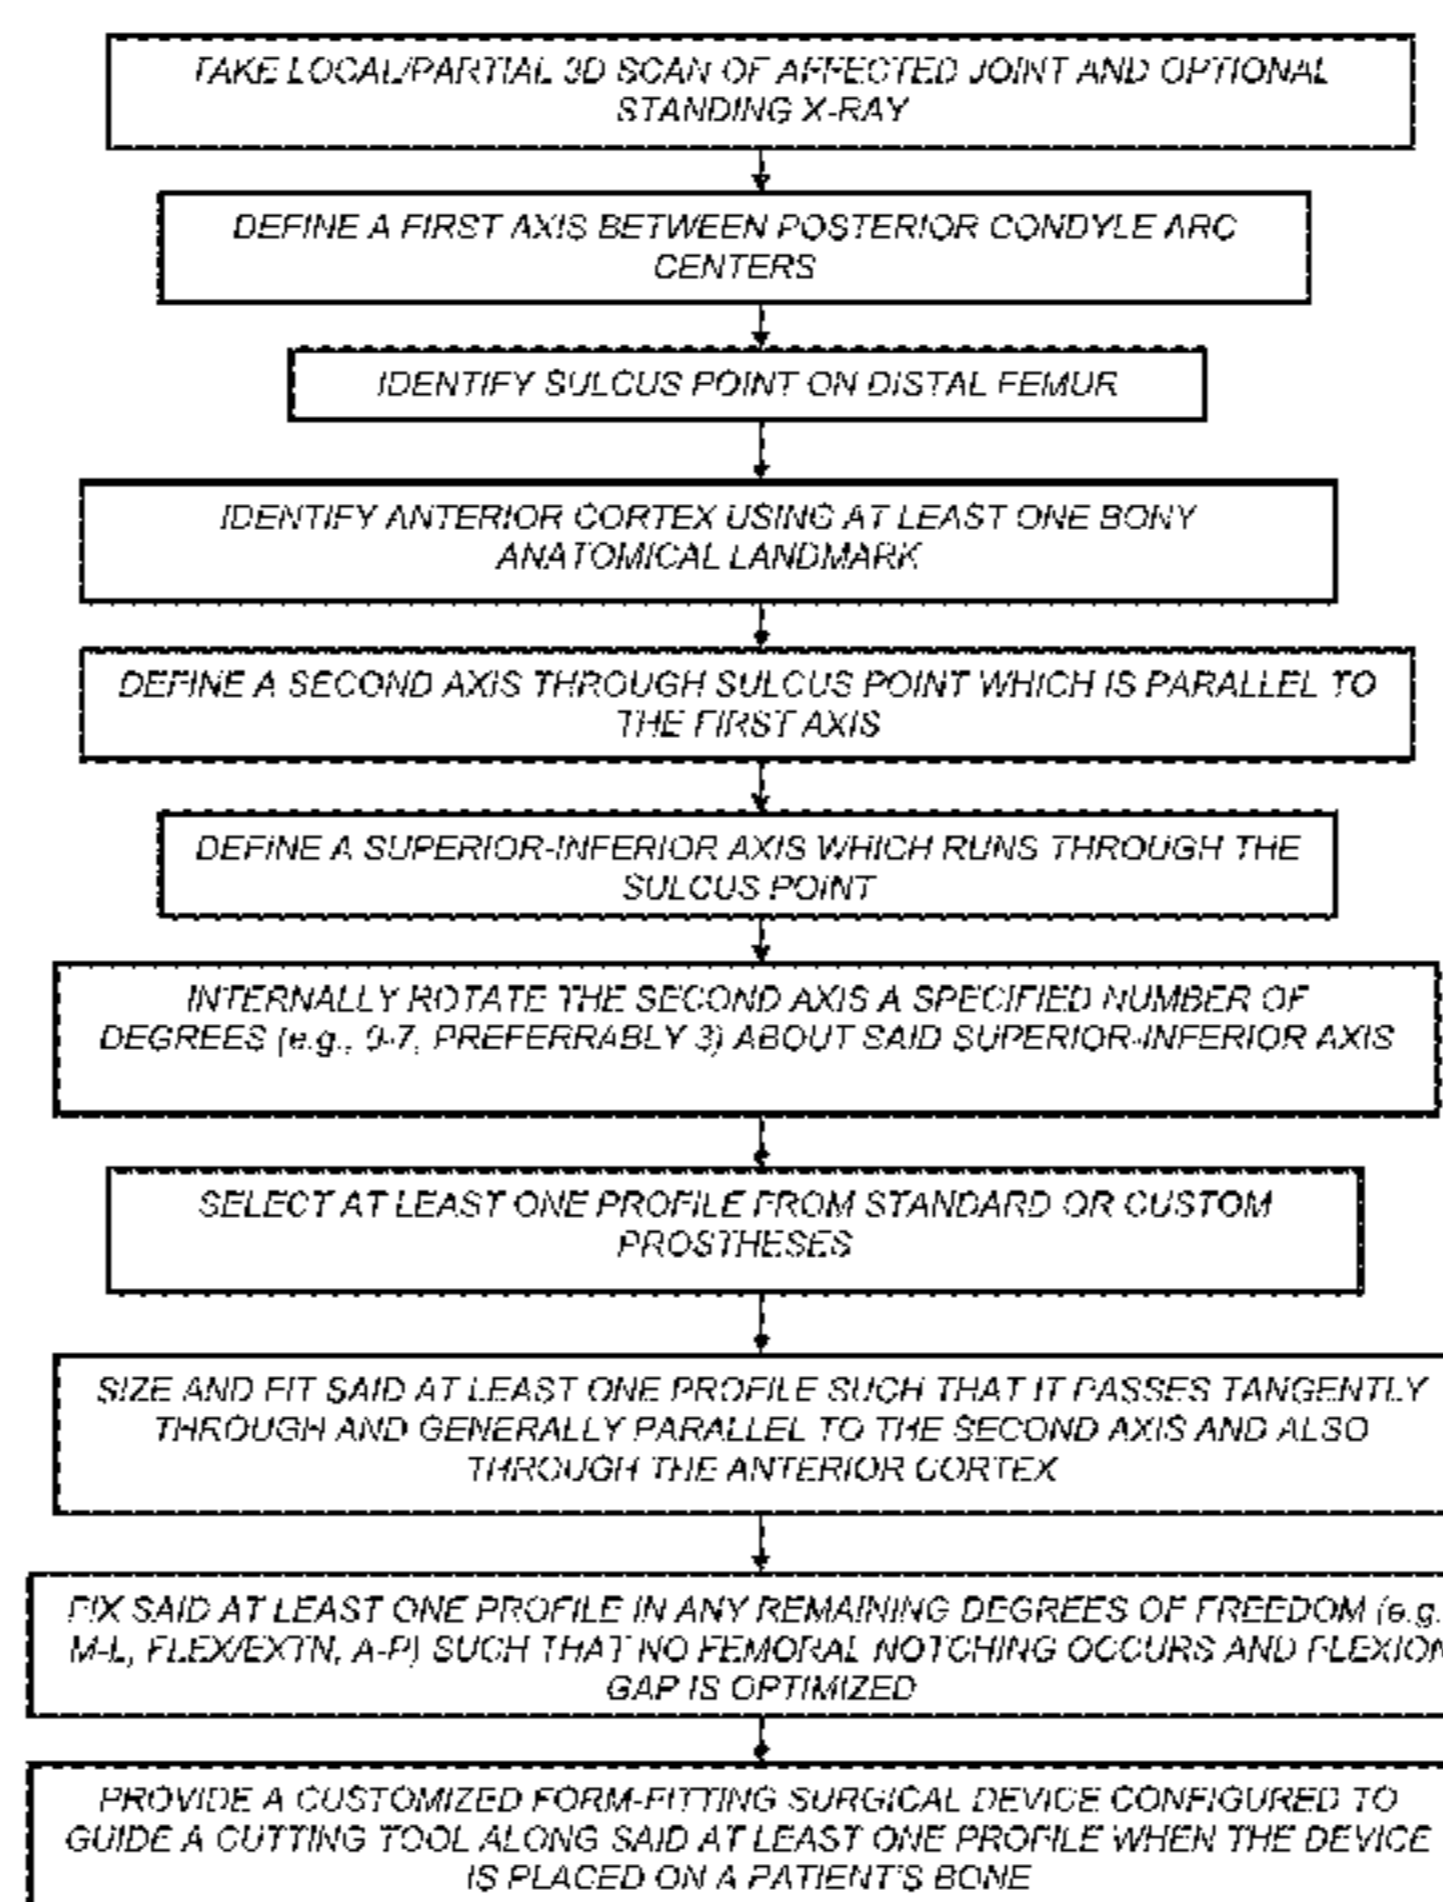 TAKE LOCAL/PARTIAL 3D SCAN OF AFFECTED JOINT AND OPTIONAL
STANDING X-RAY
DEFINE A FIRST AXIS BETWEEN POSTERIOR CONDYLE ARC
CENTERS
IDENTIFY SULCUS POINT ON DISTAL FEMUR
IDENTIFY ANTERIOR CORTEX USING AT LEAST ONE BONY
ANATOMICAL LANDMARK
DEFINE A SECOND AXIS THROUGH SULCUS POINT WHICH IS PARALLEL TO
THE FIRST AXIS
DEFINE A SUPERIOR-INFERIOR AXIS WHICH RUNS THROUGH THE
SULCUS POINT
INTERNALLY ROTATE THE SECOND AXIS A SPECIFIED NUMBER OF
DEGREES (e.g., 0-7, PREFERRABLY 3) ABOUT SAID SUPERIOR-INFERIOR AXIS
SELECT AT LEAST ONE PROFILE FROM STANDARD OR CUSTOM
PROSTHESES
SIZE AND FIT SAID AT LEAST ONE PROFILE SUCH THAT IT PASSES TANGENTLY
THROUGH AND GENERALLY PARALLEL TO THE SECOND AXIS AND ALSO
THROUGH THE ANTERIOR CORTEX
FIX SAID AT LEAST ONE PROFILE IN ANY REMAINING DEGREES OF FREEDOM (e.g.
M-L, FLEX/EXTN, A-P) SUCH THAT NO FEMORAL NOTCHING OCCURS AND FLEXION
GAP IS OPTIMIZED
PROVIDE A CUSTOMIZED FORM-FITTING SURGICAL DEVICE CONFIGURED TO
GUIDE A CUTTING TOOL ALONG SAID AT LEAST ONE PROFILE WHEN THE DEVICE
IS PLACED ON A PATIENT'S BONE